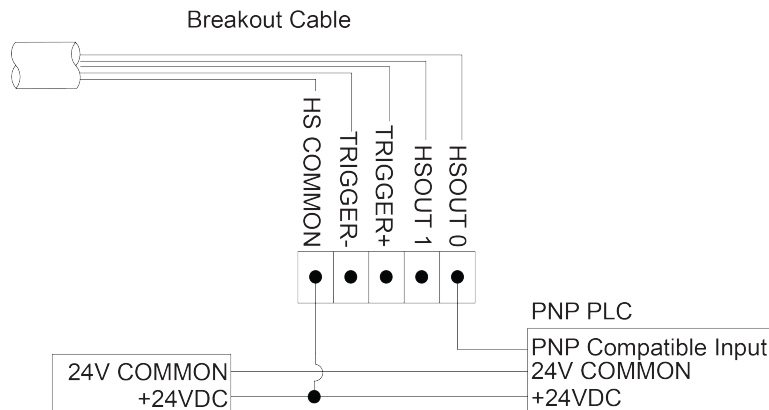 Breakout Cable
HS COMMON
TRIGGER-
TRIGGER+
HSOUT 1
HSOUT 0
PNP PLC
PNP Compatible Input
24V COMMON
+24VDC
24V COMMON
+24VDC